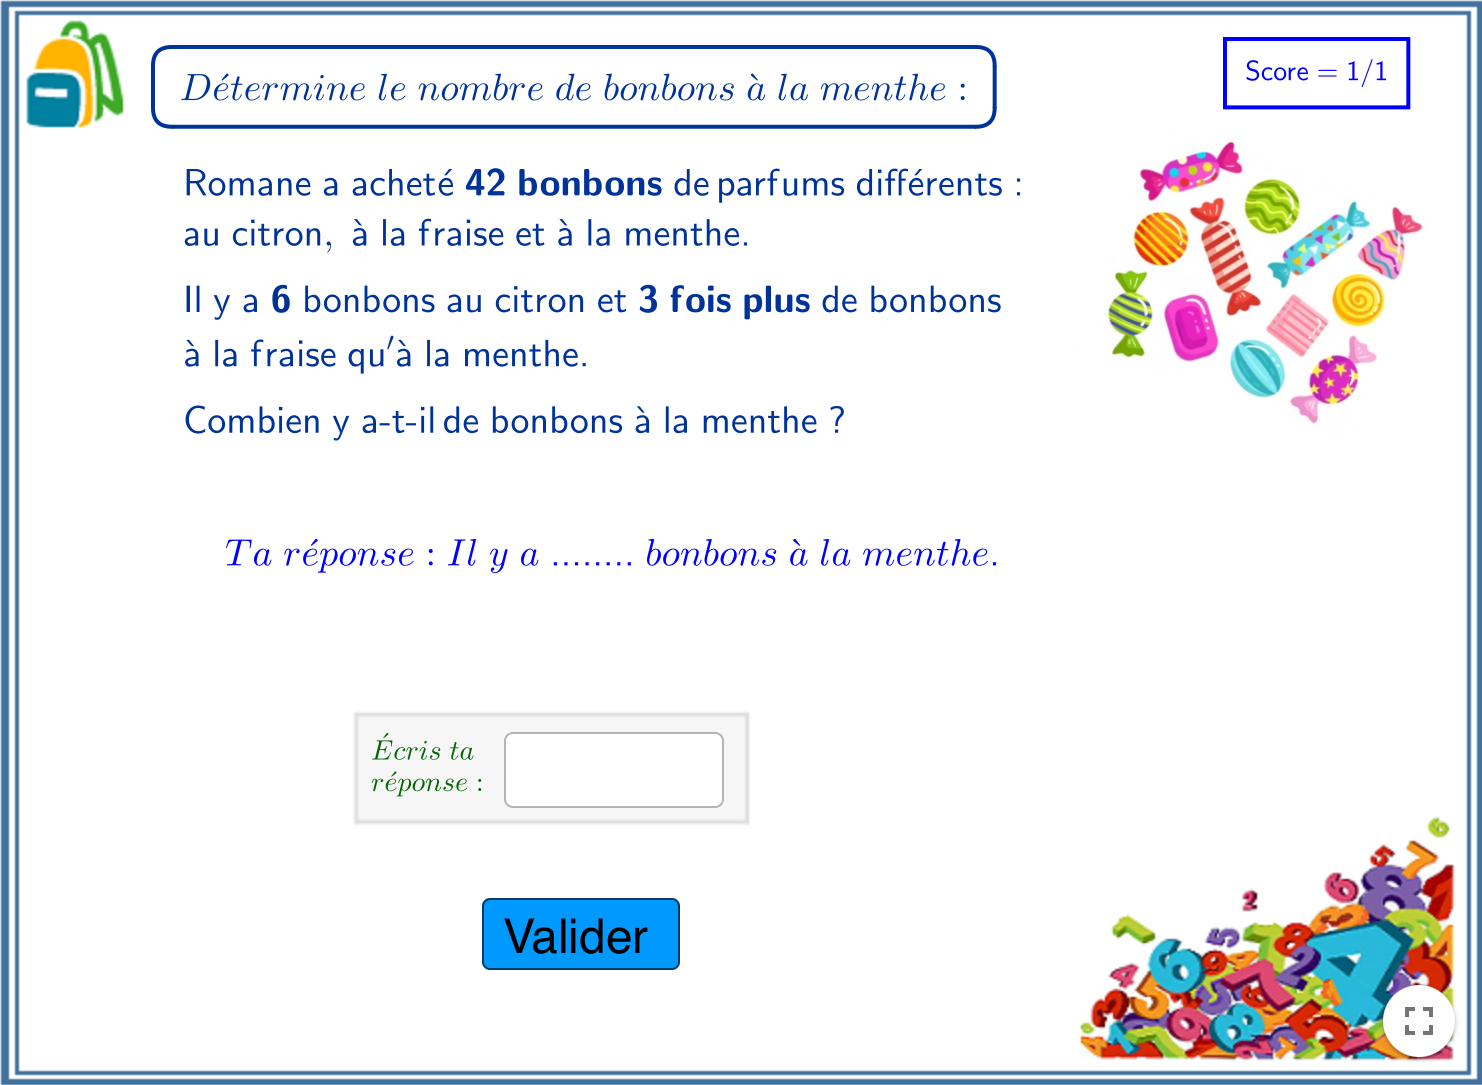 Détermine le nombre de bonbons à la menthe :
Score = 1/1
Romane a acheté 42 bonbons de parfums différents :
au citron, à la fraise et à la menthe.
Il y a 6 bonbons au citron et 3 fois plus de bonbons
à la fraise qu'à la menthe.
Combien y a-t-il de bonbons à la menthe ?
Ta réponse : Il y a ........ bonbons à la menthe.
Écris ta
réponse :
Valider